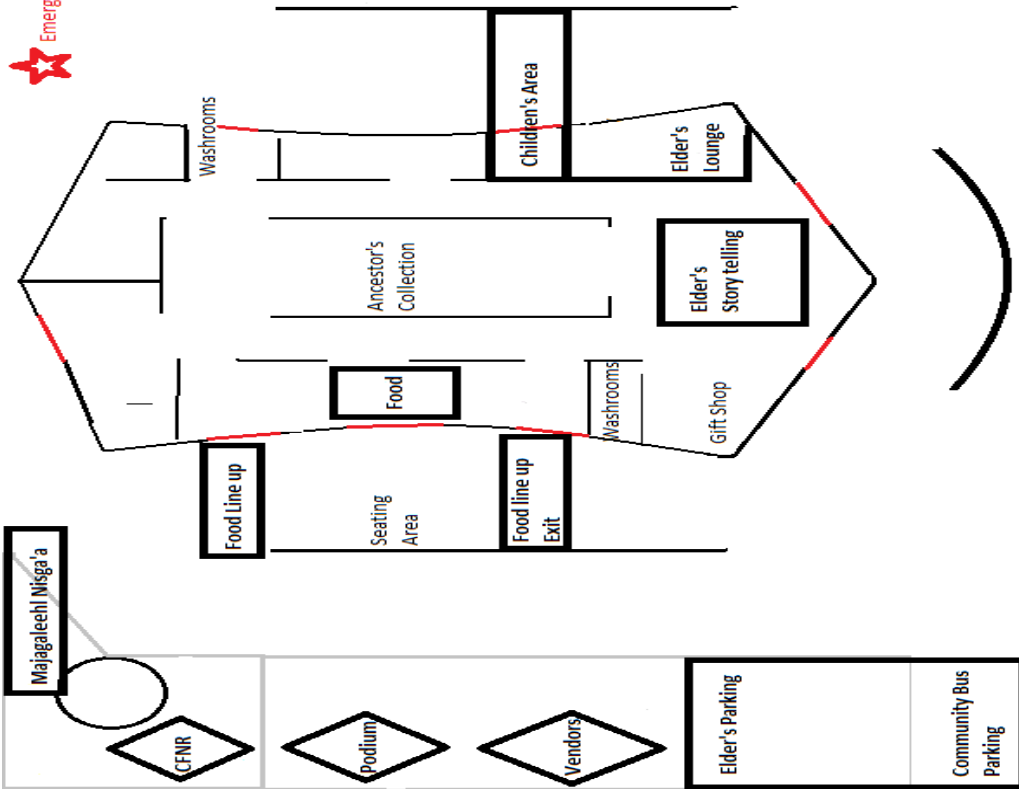 Community Bus
Parking
Elder's Parking
Vendors
Podium
CFNR
Majagaleehl Nisga'a
Food line up
Exit
Seating
Area
Food Line up
Gift Shop
Washrooms
Food
Elder's
Story telling
Ancestor's
Collection
Elder's
Lounge
Children's Area
Washrooms
Emerg